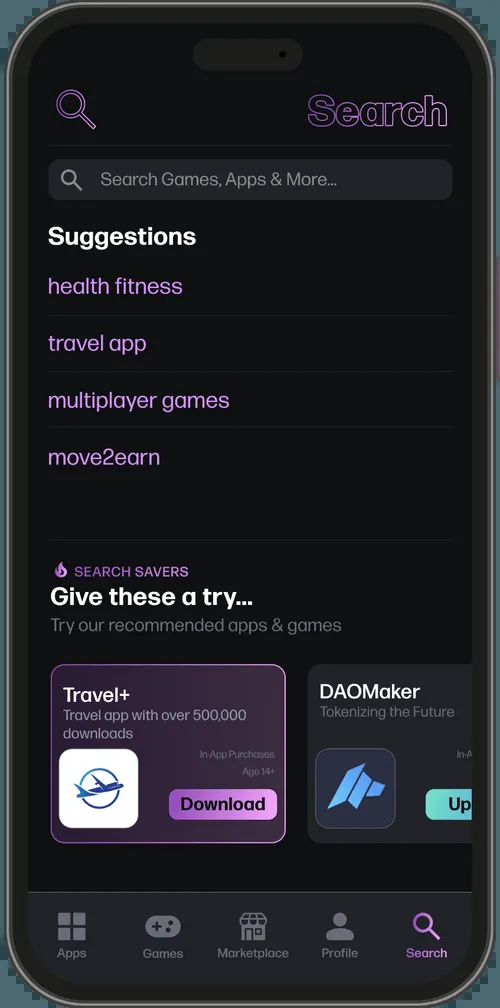 Search
Search Games, Apps & More...
Suggestions
health fitness
travel app
multiplayer games
move2earn
SEARCH SAVERS
Give these a try...
Try our recommended apps & games
Travel+
Travel app with over 500,000
downloads
In-App Purchases
Age 14+
Download
DAOMaker
Tokenizing the Future
In-A
Up
Apps
Games
Marketplace
Profile
Search